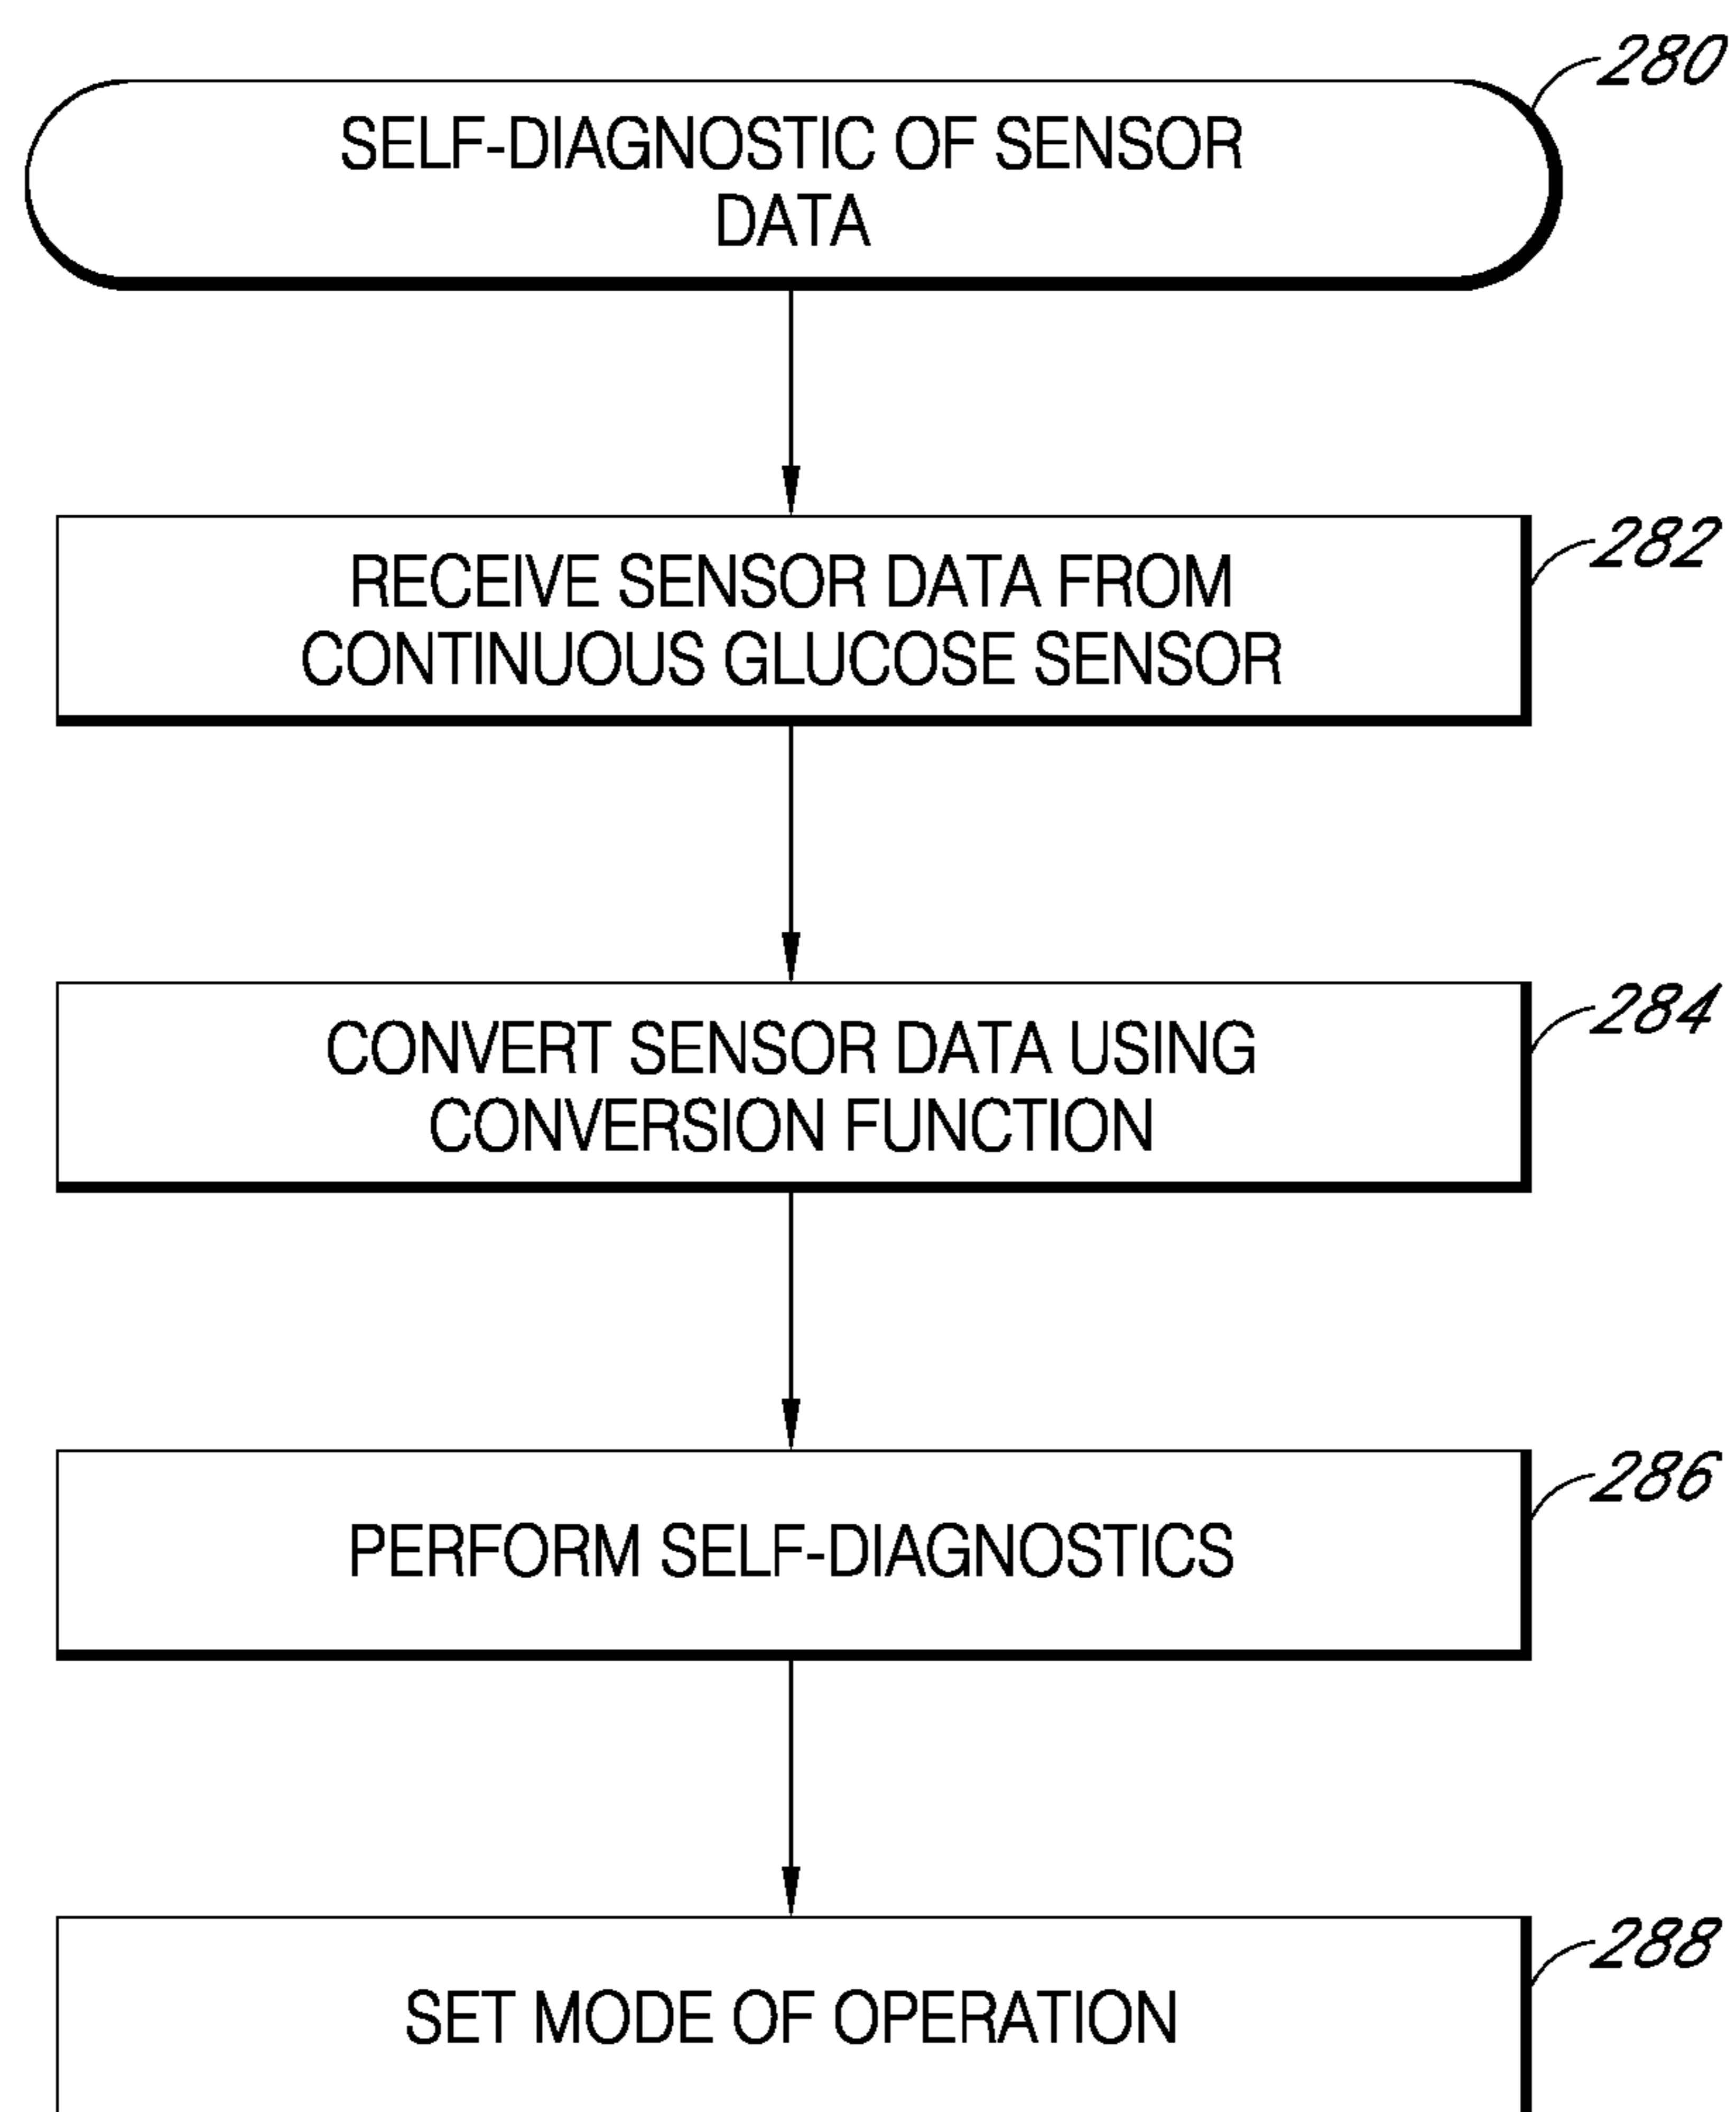 280
SELF-DIAGNOSTIC OF SENSOR
DATA
282
RECEIVE SENSOR DATA FROM
CONTINUOUS GLUCOSE SENSOR
284
CONVERT SENSOR DATA USING
CONVERSION FUNCTION
286
PERFORM SELF-DIAGNOSTICS
288
SET MODE OF OPERATION